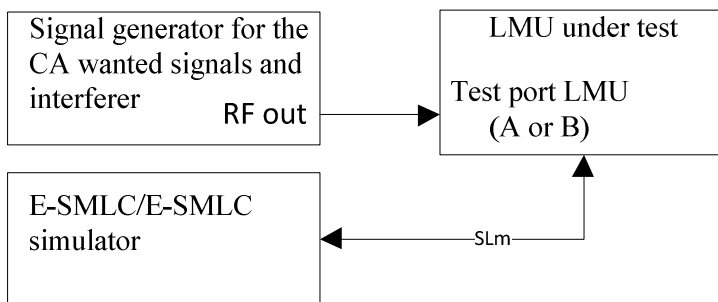 Signal generator for the
CA wanted signals and
interferer
RF out
LMU under test
Test port LMU
(A or B)
E-SMLC/E-SMLC
simulator
SLm